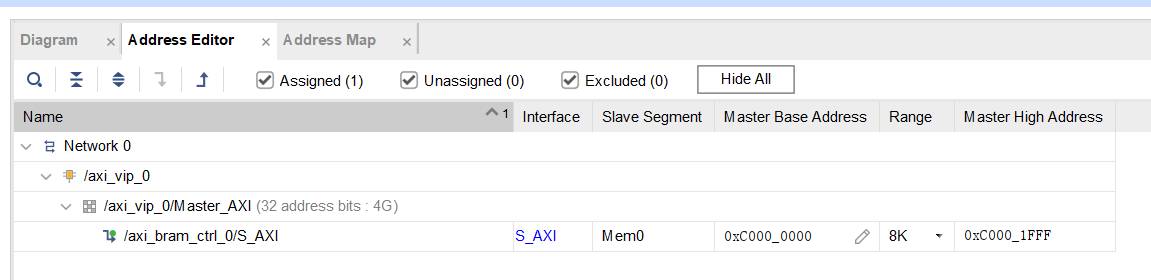 Diagram × Address Editor × Address Map ×
Assigned (1) Unassigned (0) Excluded (0) Hide All
Name 1 Interface Slave Segment Master Base Address Range Master High Address
Network 0
/axi_vip_0
/axi_vip_0/Master_AXI (32 address bits : 4G)
/axi_bram_ctrl_0/S_AXI S_AXI Mem0 0xC000_0000 8K 0xC000_1FFF